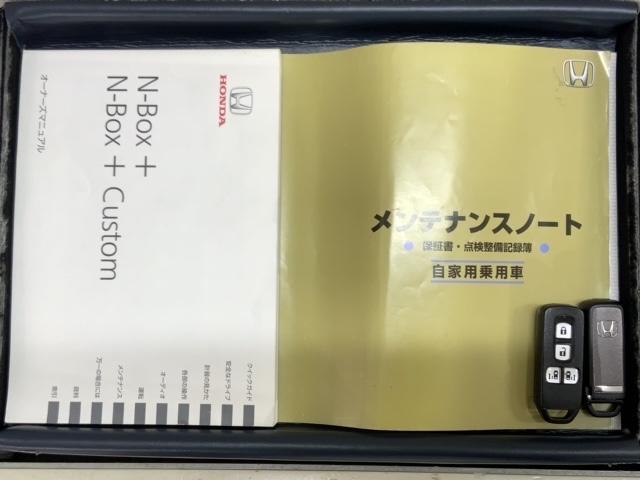 HONDA
N-Box +
N-Box + Custom
オーナーズマニュアル
クイックガイド
安全なドライブ
計器の見かた
各部の操作
オーディオ
運転
メンテナンス
万一の場合には
資料
索引
メンテナンスノート
保証書・点検整備記録簿
自家用乗用車